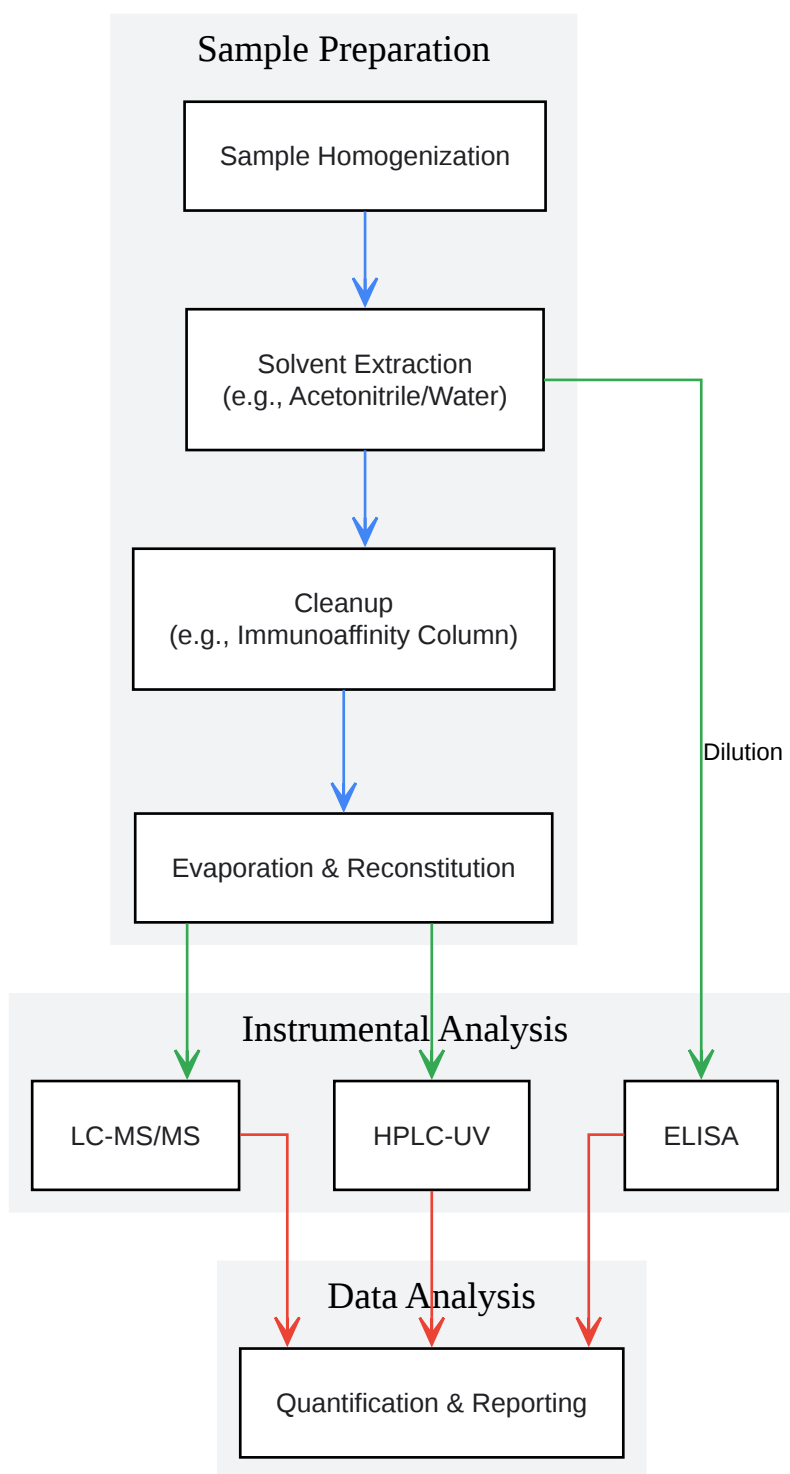 Sample Preparation
Sample Homogenization
Solvent Extraction
(e.g., Acetonitrile/Water)
Cleanup
(e.g., Immunoaffinity Column)
Dilution
Evaporation & Reconstitution
Instrumental Analysis
LC-MS/MS
HPLC-UV
ELISA
Data Analysis
Quantification & Reporting